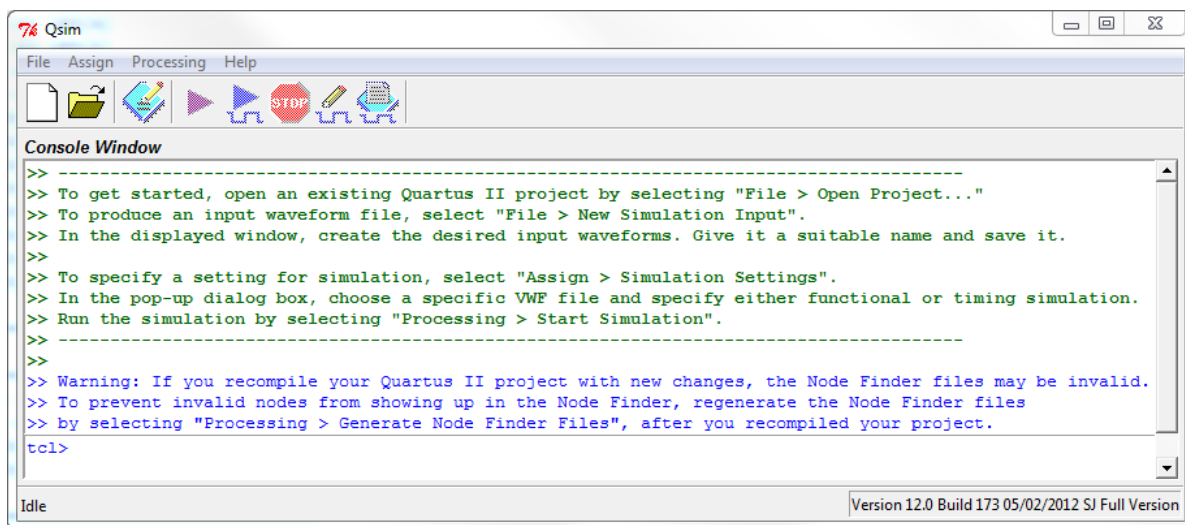 Qsim
File Assign Processing Help
STOP
Console Window
>> ---------------------------------------------------------------------------------------
>> To get started, open an existing Quartus II project by selecting "File > Open Project..."
>> To produce an input waveform file, select "File > New Simulation Input".
>> In the displayed window, create the desired input waveforms. Give it a suitable name and save it.
>>
>> To specify a setting for simulation, select "Assign > Simulation Settings".
>> In the pop-up dialog box, choose a specific VWF file and specify either functional or timing simulation.
>> Run the simulation by selecting "Processing > Start Simulation".
>> ---------------------------------------------------------------------------------------
>>
>> Warning: If you recompile your Quartus II project with new changes, the Node Finder files may be invalid.
>> To prevent invalid nodes from showing up in the Node Finder, regenerate the Node Finder files
>> by selecting "Processing > Generate Node Finder Files", after you recompiled your project.
tcl>
Idle
Version 12.0 Build 173 05/02/2012 SJ Full Version